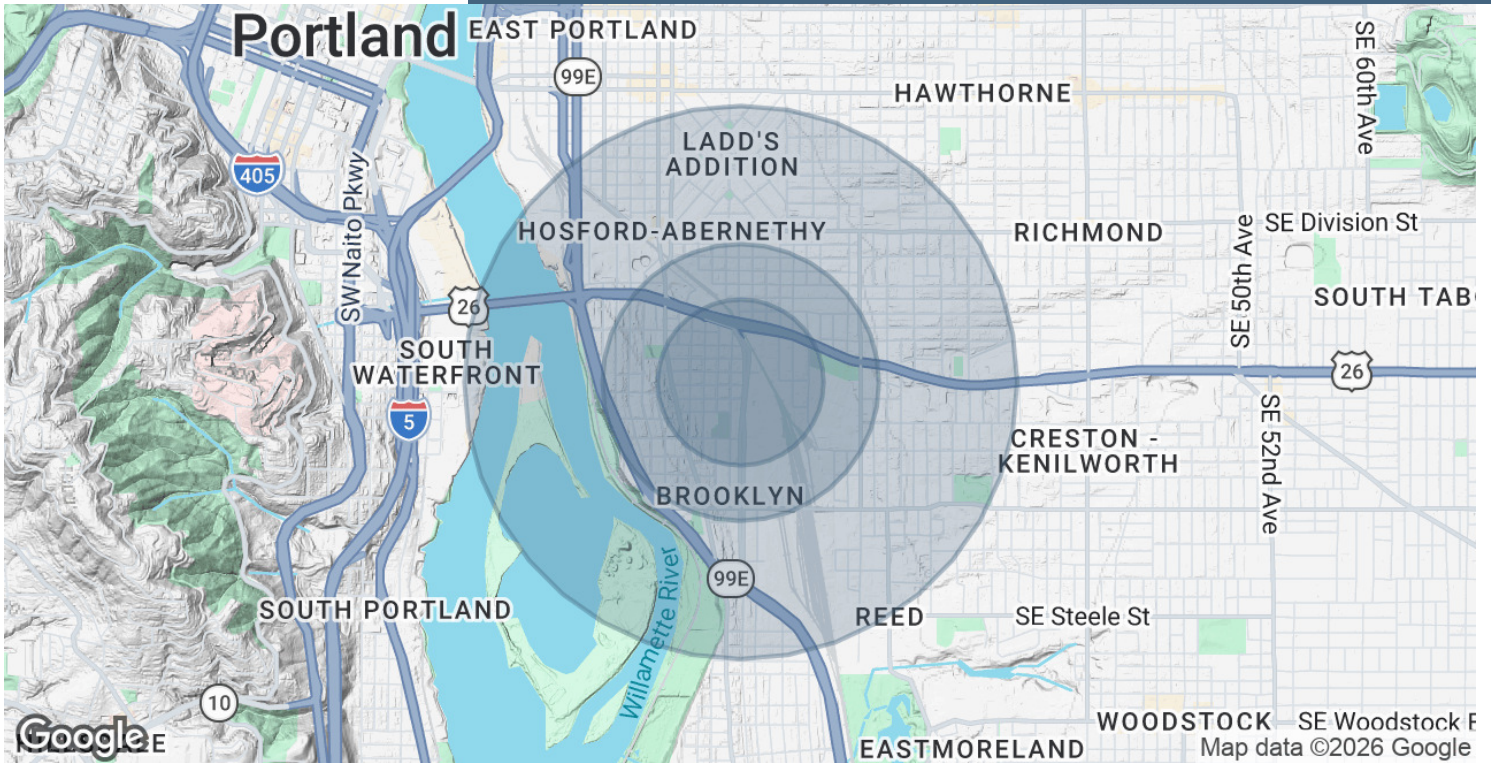 Portland
EAST PORTLAND
99E
HAWTHORNE
SE 60th Ave
LADD'S
ADDITION
405
SW Naito Pkwy
HOSFORD-ABERNETHY
RICHMOND
SE Division St
SE 50th Ave
26
SOUTH TAB
SOUTH
WATERFRONT
26
5
SE 52nd Ave
CRESTON -
KENILWORTH
BROOKLYN
99E
Willamette River
SOUTH PORTLAND
REED
SE Steele St
10
Google
WOODSTOCK
SE Woodstock
EASTMORELAND
Map data ©2026 Google